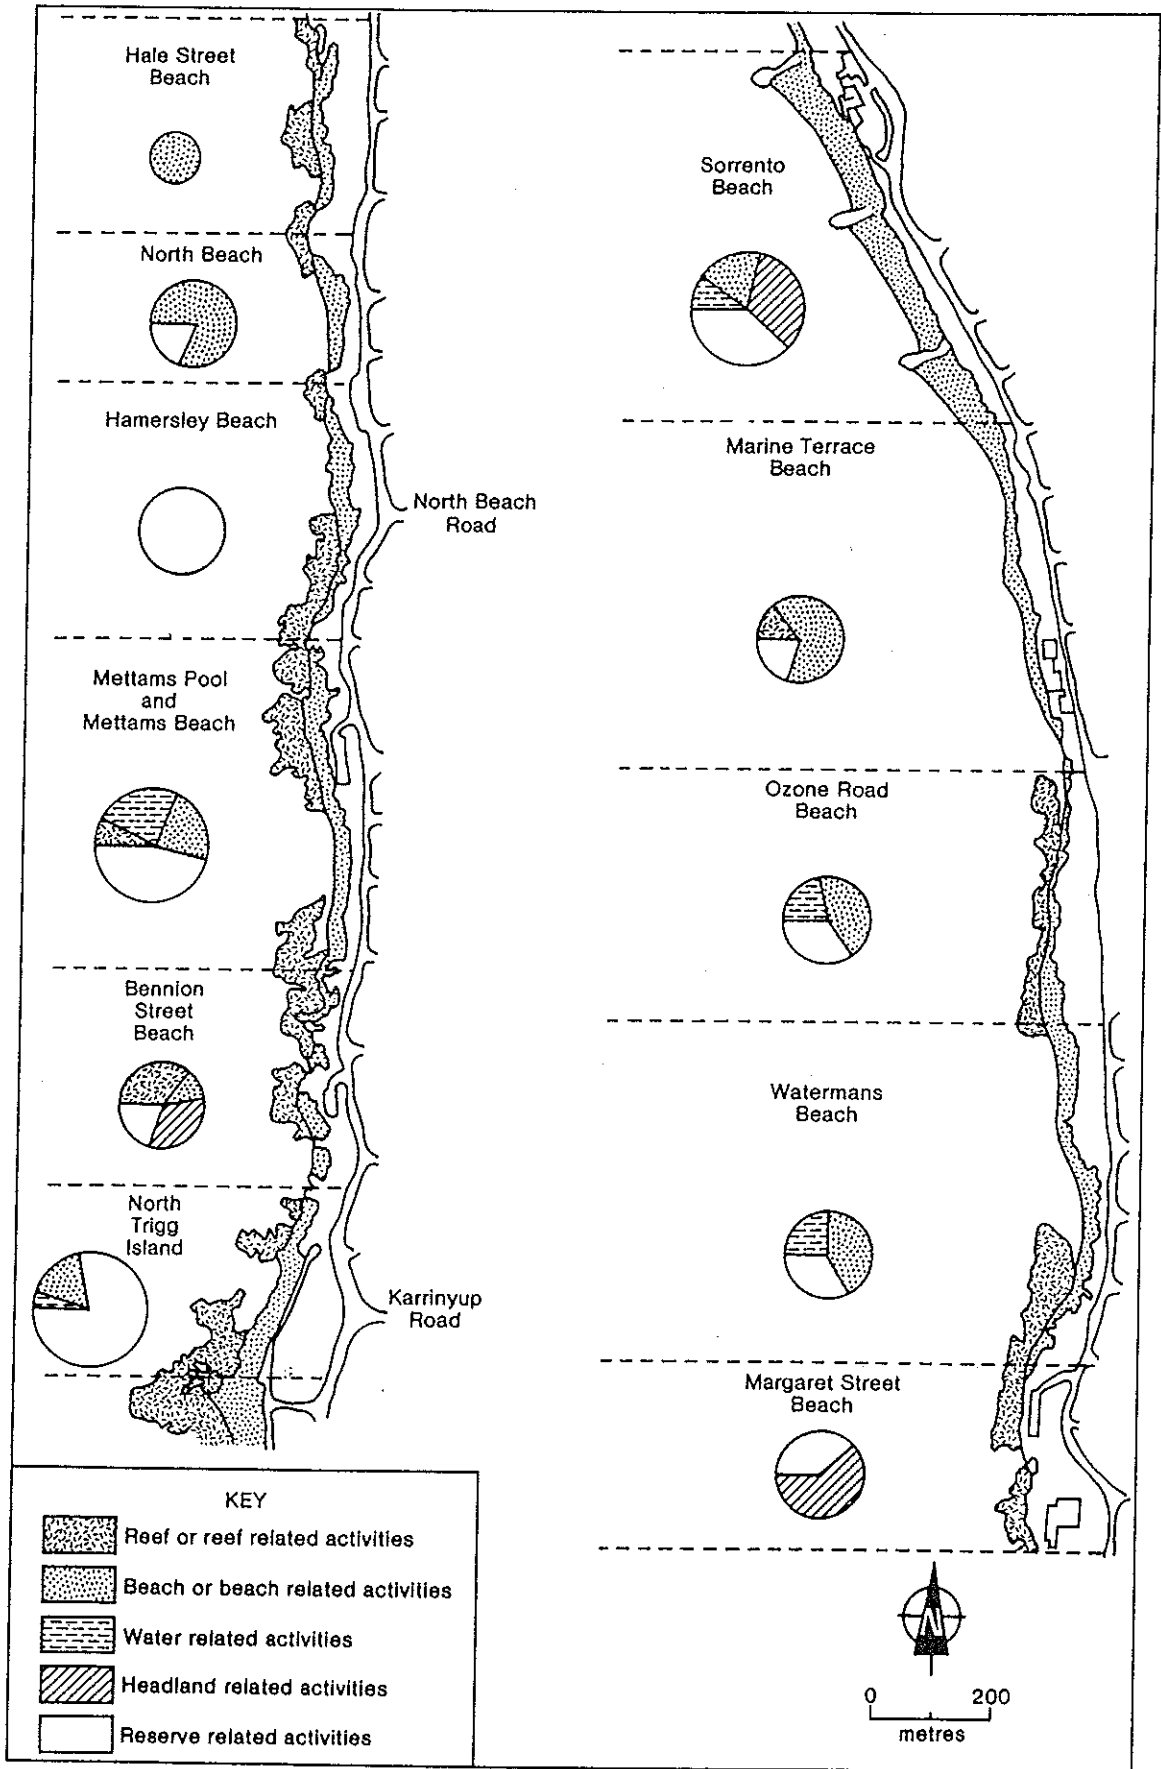 Hale Street
Beach
North Beach
Hamersley Beach
North Beach
Road
Mettams Pool
and
Mettams Beach
Bennion
Street
Beach
North
Trigg
Island
Karrinyup
Road
Sorrento
Beach
Marine Terrace
Beach
Ozone Road
Beach
Watermans
Beach
Margaret Street
Beach
KEY
Reef or reef related activities
Beach or beach related activities
Water related activities
Headland related activities
Reserve related activities
N
0 200
metres